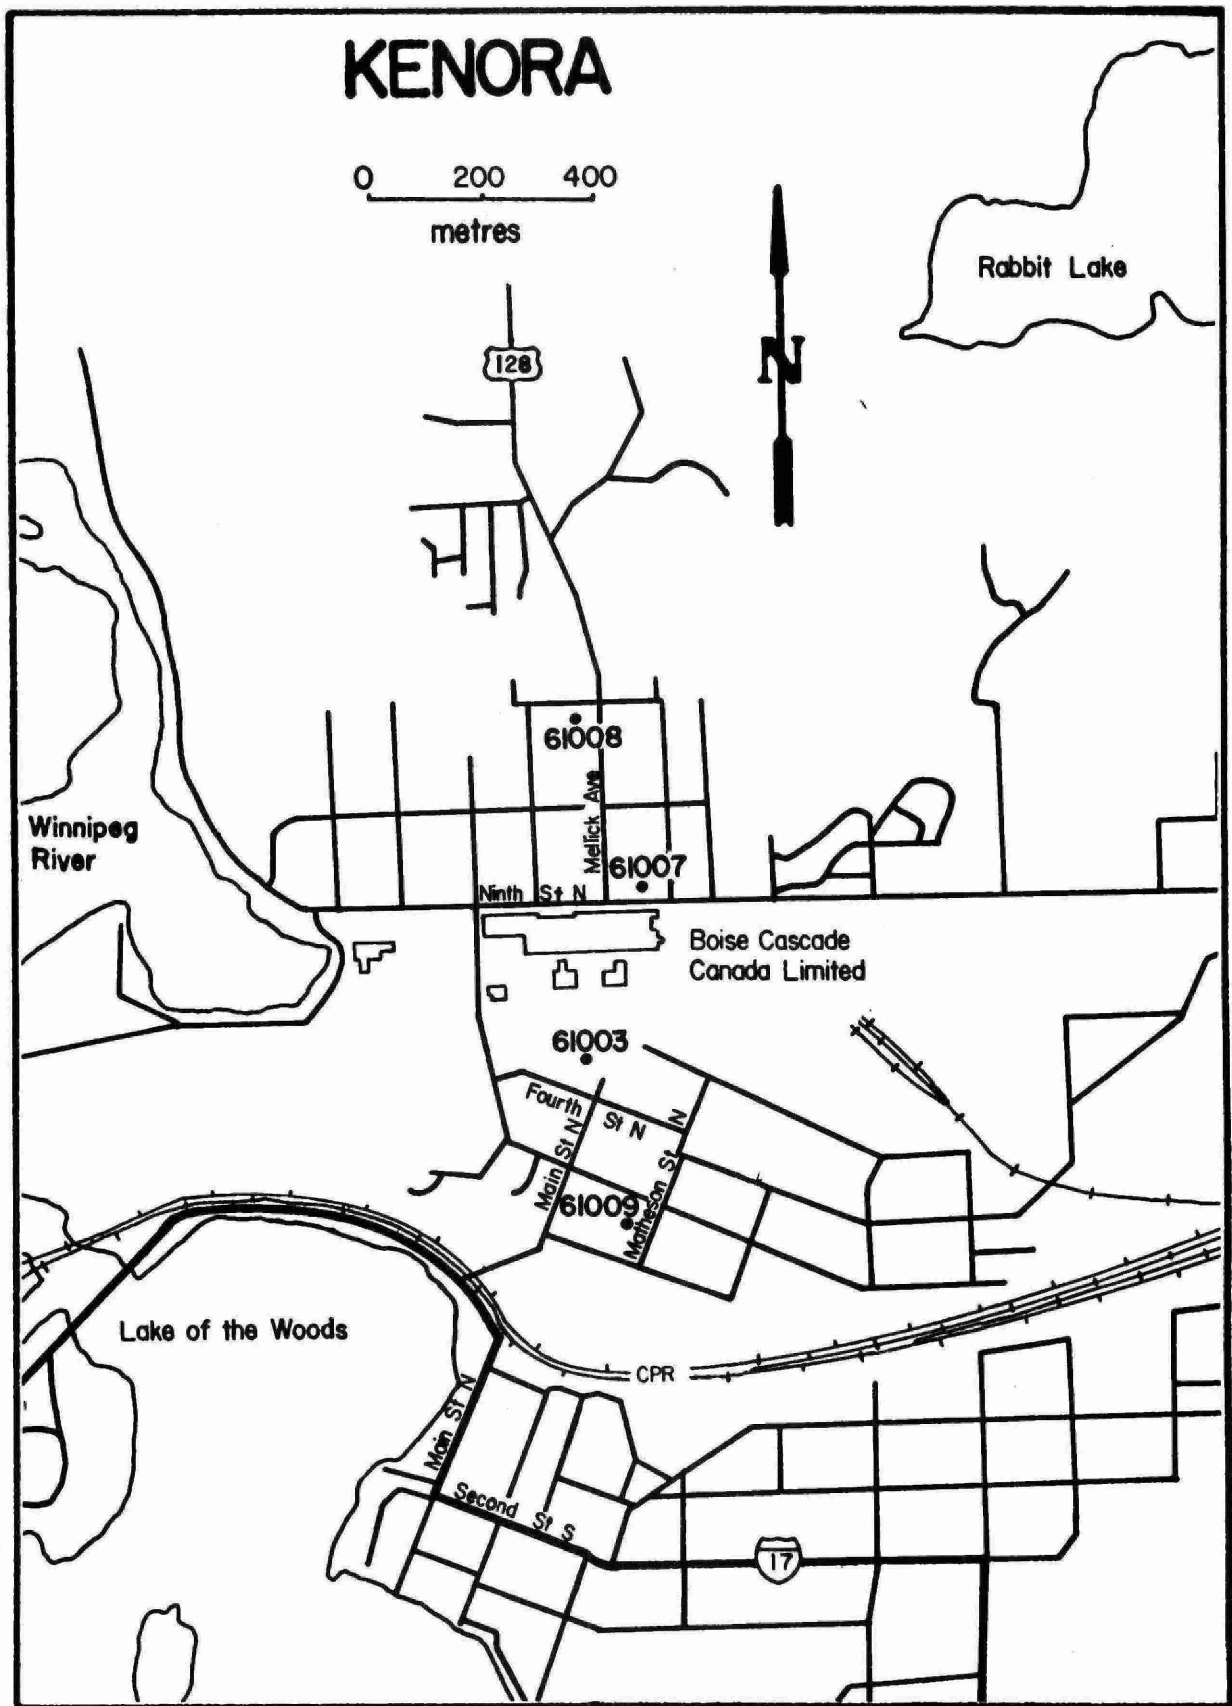 KENORA
0 200 400
metres
N
Rabbit Lake
128
61008
Mellick Ave
Winnipeg
River
61007
Ninth St N
Boise Cascade
Canada Limited
61003
Fourth St N
Main St N
Matheson St N
61009
Lake of the Woods
CPR
Main St N
Second St S
17